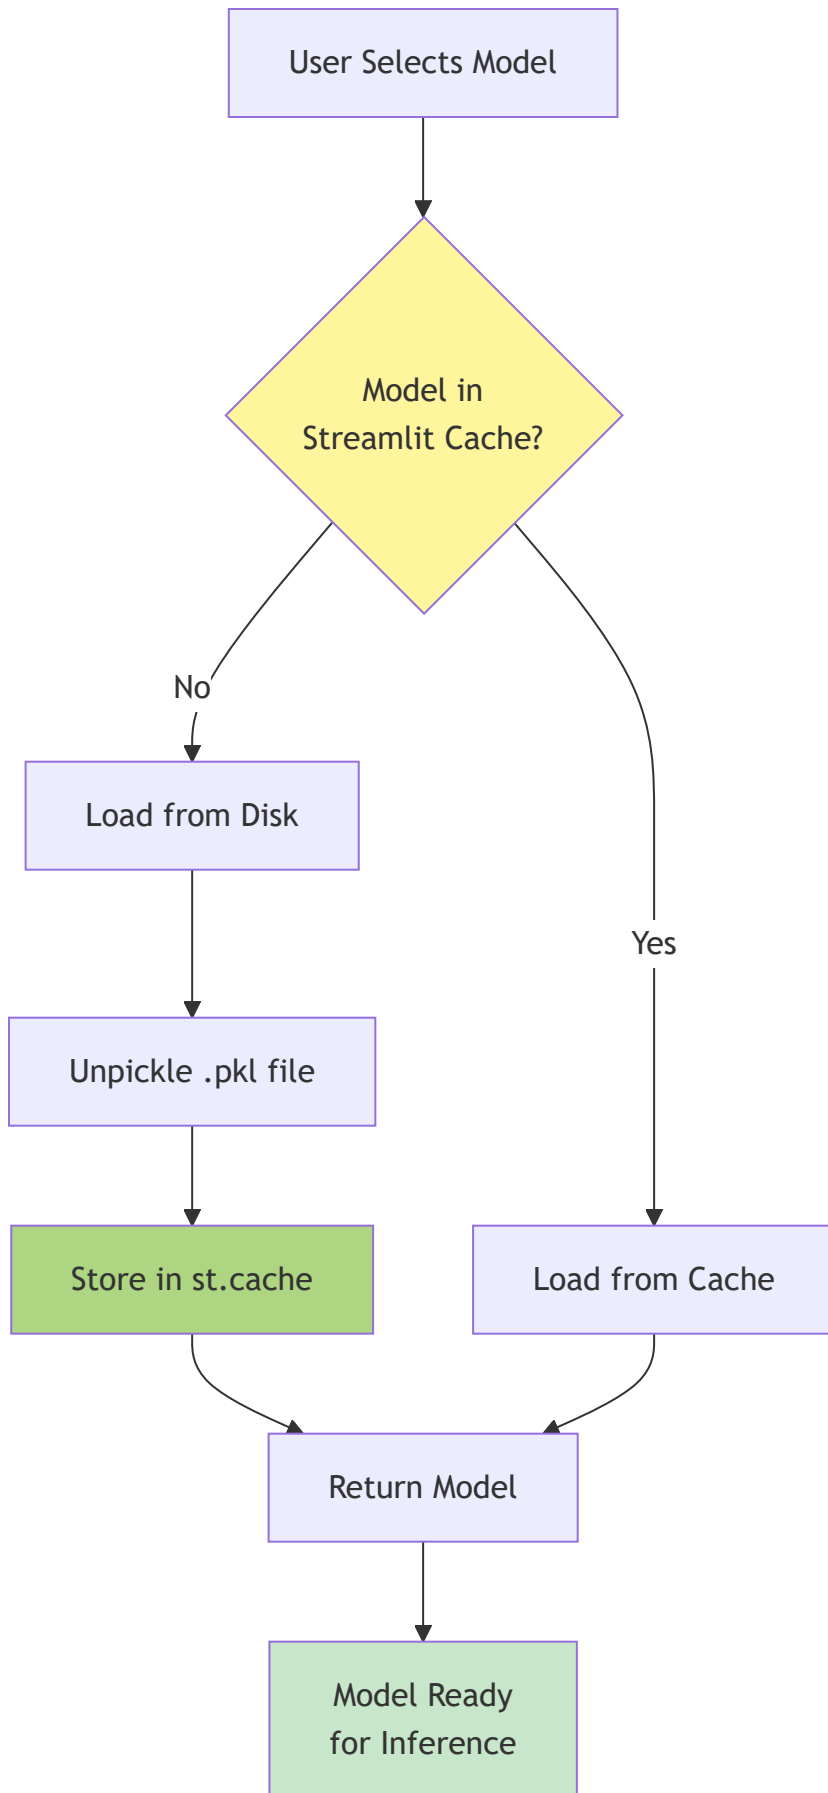 User Selects Model
Model in
Streamlit Cache?
No
Load from Disk
Yes
Unpickle .pkl file
Store in st.cache
Load from Cache
Return Model
Model Ready
for Inference